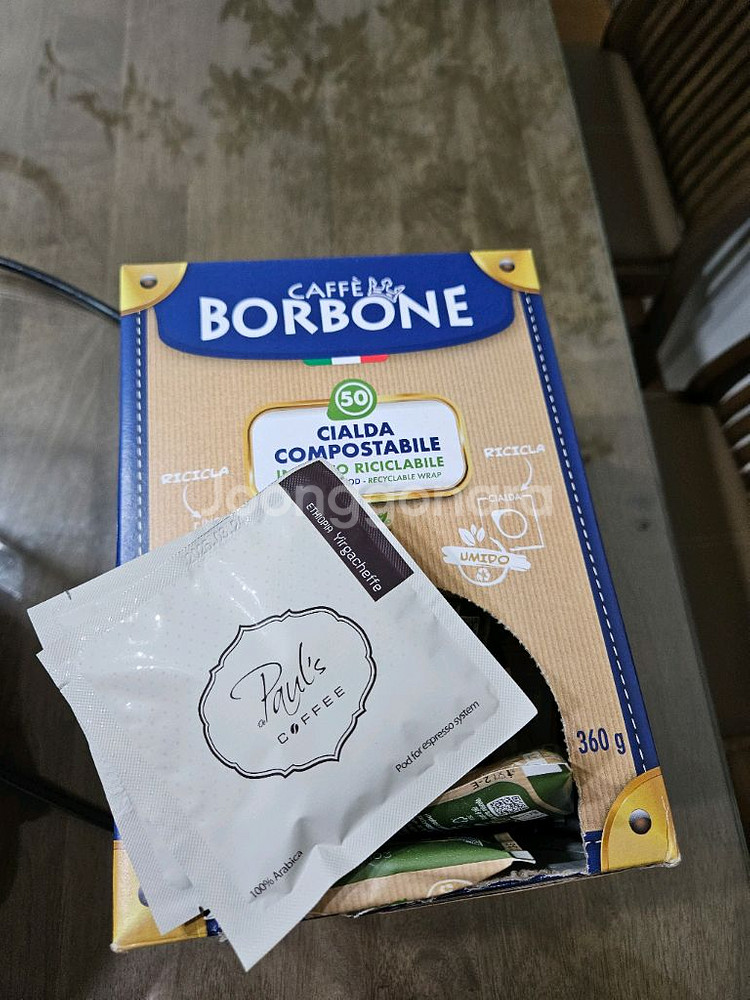 CAFFÈ
BORBONE
50
CIALDA
COMPOSTABILE
RICICLABILE
RECYCLABLE WRAP
RICICLA
RICICLA
CIALDA
UMIDO
360 g
ETHIOPIA Yirgacheffe
Paul's
COFFEE
Pod for espresso system
100% Arabica